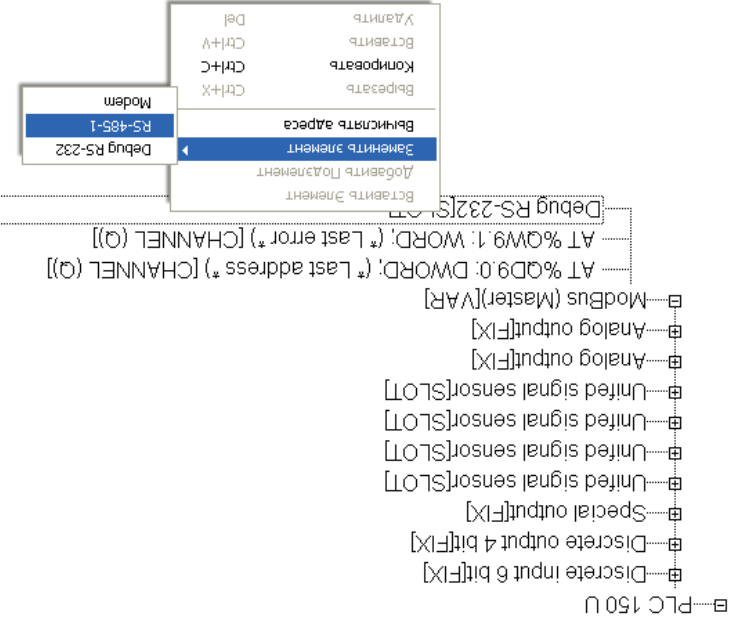 PLC 150 U
Discrete input 6 bit[FIX]
Discrete output 4 bit[FIX]
Special output[FIX]
Unified signal sensor[SLOT]
Unified signal sensor[SLOT]
Unified signal sensor[SLOT]
Unified signal sensor[SLOT]
Analog output[FIX]
Analog output[FIX]
ModBus (Master)[VAR]
AT %QD9.0: DWORD; (* Last address *) [CHANNEL (Q)]
AT %QW9.1: WORD; (* Last error *) [CHANNEL (Q)]
Debug RS-232[SLOT]
Вставить Элемент
Добавить Подэлемент
Заменить элемент
Вычислять адреса
Вырезать Ctrl+X
Копировать Ctrl+C
Вставить Ctrl+V
Удалить Del
Debug RS-232
RS-485-1
Modem